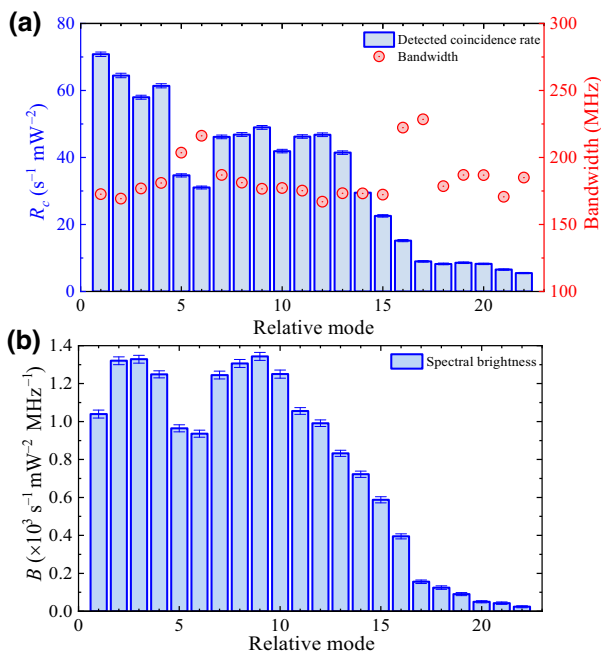 (a)
80
60
40
20
0
R_c (s⁻¹ mW⁻²)
Detected coincidence rate
Bandwidth
300
250
200
150
100
Bandwidth (MHz)
0 5 10 15 20
Relative mode
(b)
1.4
1.2
1.0
0.8
0.6
0.4
0.2
0.0
B (×10³ s⁻¹ mW⁻² MHz⁻¹)
Spectral brightness
0 5 10 15 20
Relative mode